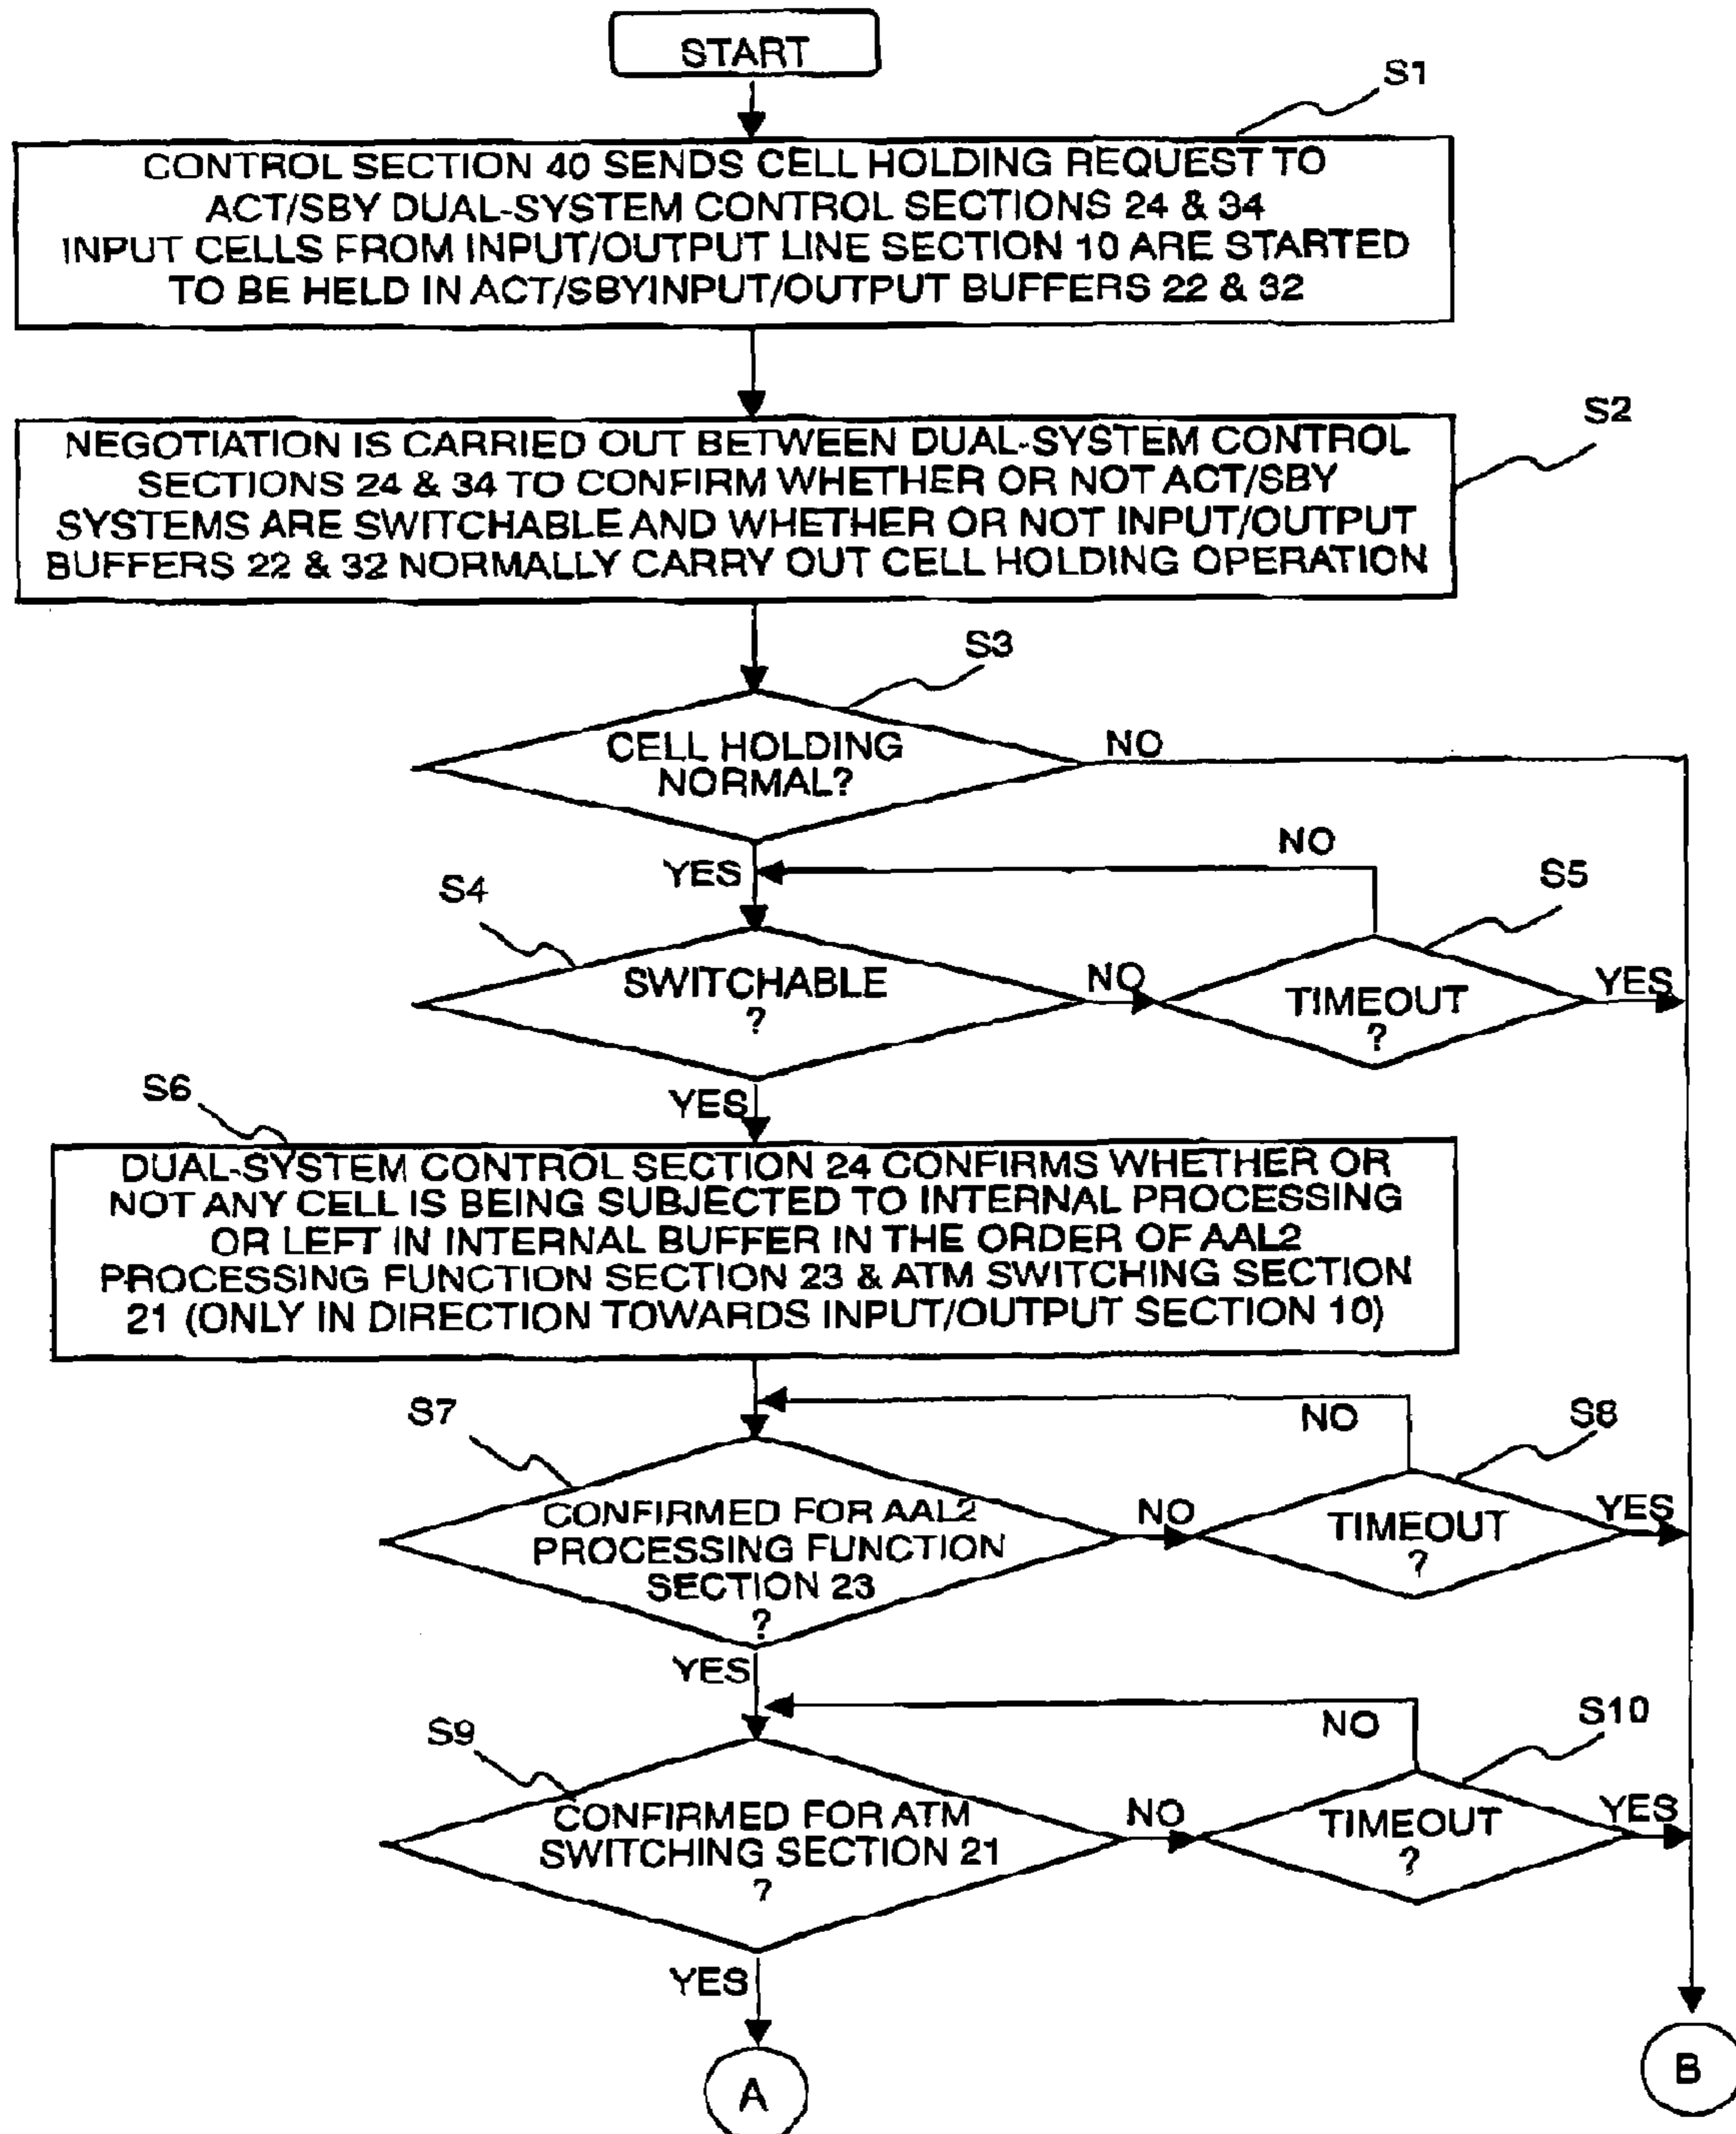 START
S1
CONTROL SECTION 40 SENDS CELL HOLDING REQUEST TO
ACT/SBY DUAL-SYSTEM CONTROL SECTIONS 24 & 34
INPUT CELLS FROM INPUT/OUTPUT LINE SECTION 10 ARE STARTED
TO BE HELD IN ACT/SBYINPUT/OUTPUT BUFFERS 22 & 32
S2
NEGOTIATION IS CARRIED OUT BETWEEN DUAL-SYSTEM CONTROL
SECTIONS 24 & 34 TO CONFIRM WHETHER OR NOT ACT/SBY
SYSTEMS ARE SWITCHABLE AND WHETHER OR NOT INPUT/OUTPUT
BUFFERS 22 & 32 NORMALLY CARRY OUT CELL HOLDING OPERATION
S3
CELL HOLDING
NORMAL?
NO
YES
NO
S4
S5
SWITCHABLE
?
NO
TIMEOUT
?
YES
YES
S6
DUAL-SYSTEM CONTROL SECTION 24 CONFIRMS WHETHER OR
NOT ANY CELL IS BEING SUBJECTED TO INTERNAL PROCESSING
OR LEFT IN INTERNAL BUFFER IN THE ORDER OF AAL2
PROCESSING FUNCTION SECTION 23 & ATM SWITCHING SECTION
21 (ONLY IN DIRECTION TOWARDS INPUT/OUTPUT SECTION 10)
S7
NO
S8
CONFIRMED FOR AAL2
PROCESSING FUNCTION
SECTION 23
?
NO
TIMEOUT
?
YES
YES
S9
NO
S10
CONFIRMED FOR ATM
SWITCHING SECTION 21
?
NO
TIMEOUT
?
YES
YES
A
B